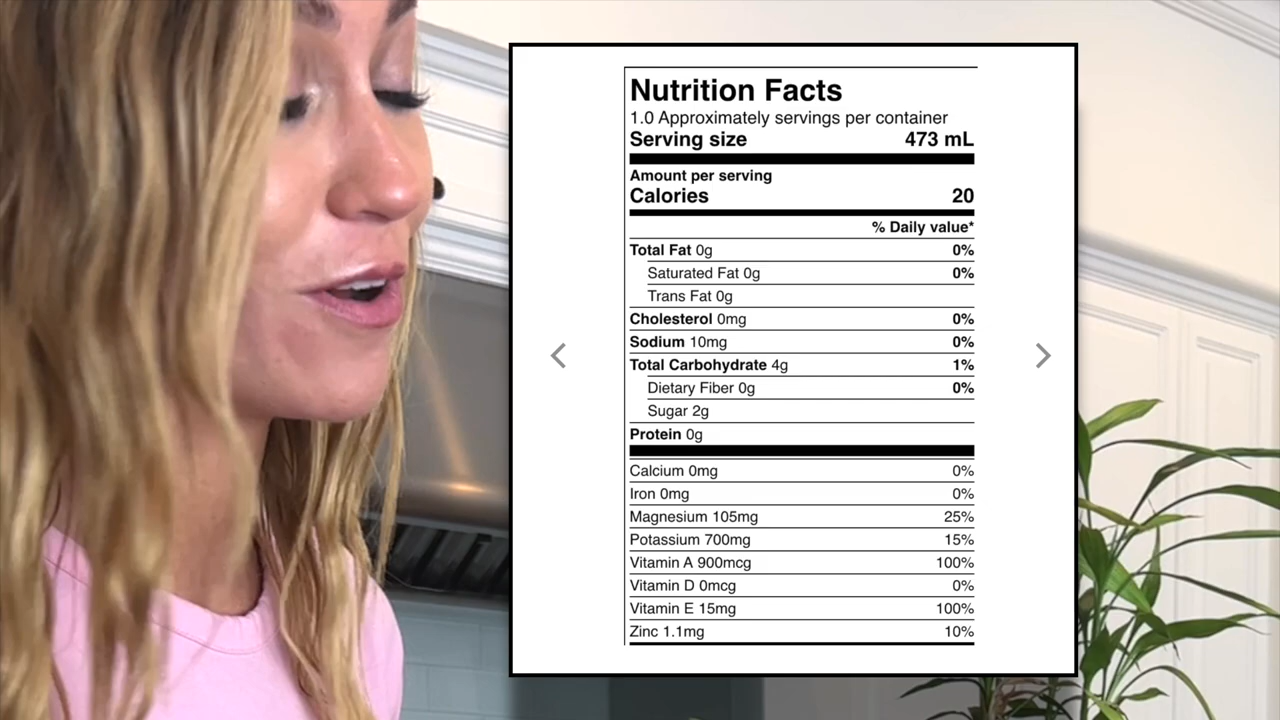 Nutrition Facts
1.0 Approximately servings per container
Serving size 473 mL
Amount per serving
Calories 20
% Daily value*
Total Fat 0g 0%
Saturated Fat 0g 0%
Trans Fat 0g
Cholesterol 0mg 0%
Sodium 10mg 0%
Total Carbohydrate 4g 1%
Dietary Fiber 0g 0%
Sugar 2g
Protein 0g
Calcium 0mg 0%
Iron 0mg 0%
Magnesium 105mg 25%
Potassium 700mg 15%
Vitamin A 900mcg 100%
Vitamin D 0mcg 0%
Vitamin E 15mg 100%
Zinc 1.1mg 10%